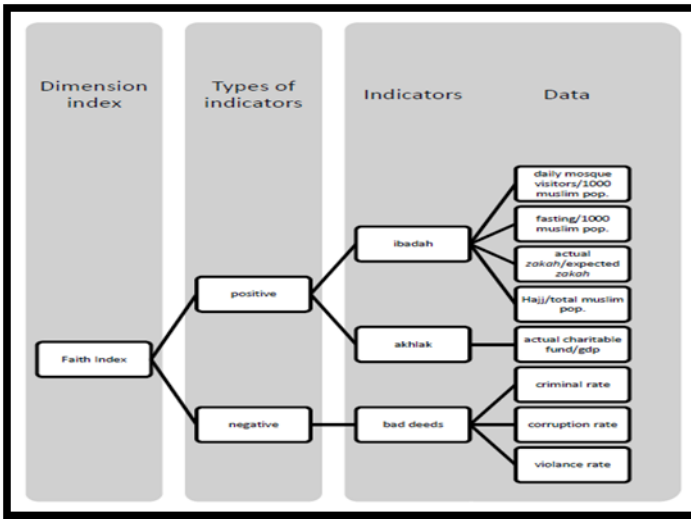 Dimension
index
Types of
indicators
Indicators
Data
daily mosque
visitors/1000
muslim pop.
fasting/1000
muslim pop.
ibadah
actual
zakah/expected
zakah
positive
Hajj/total muslim
pop.
akhlak
actual charitable
fund/gdp
Faith Index
criminal rate
negative
bad deeds
corruption rate
violance rate